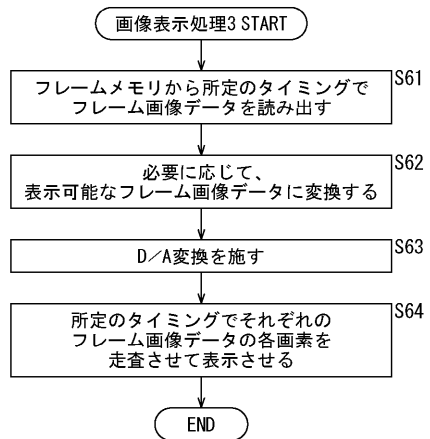 画像表示処理3 START
フレームメモリから所定のタイミングで
フレーム画像データを読み出す
S61
必要に応じて、
表示可能なフレーム画像データに変換する
S62
D／A変換を施す
S63
所定のタイミングでそれぞれの
フレーム画像データの各画素を
走査させて表示させる
S64
END